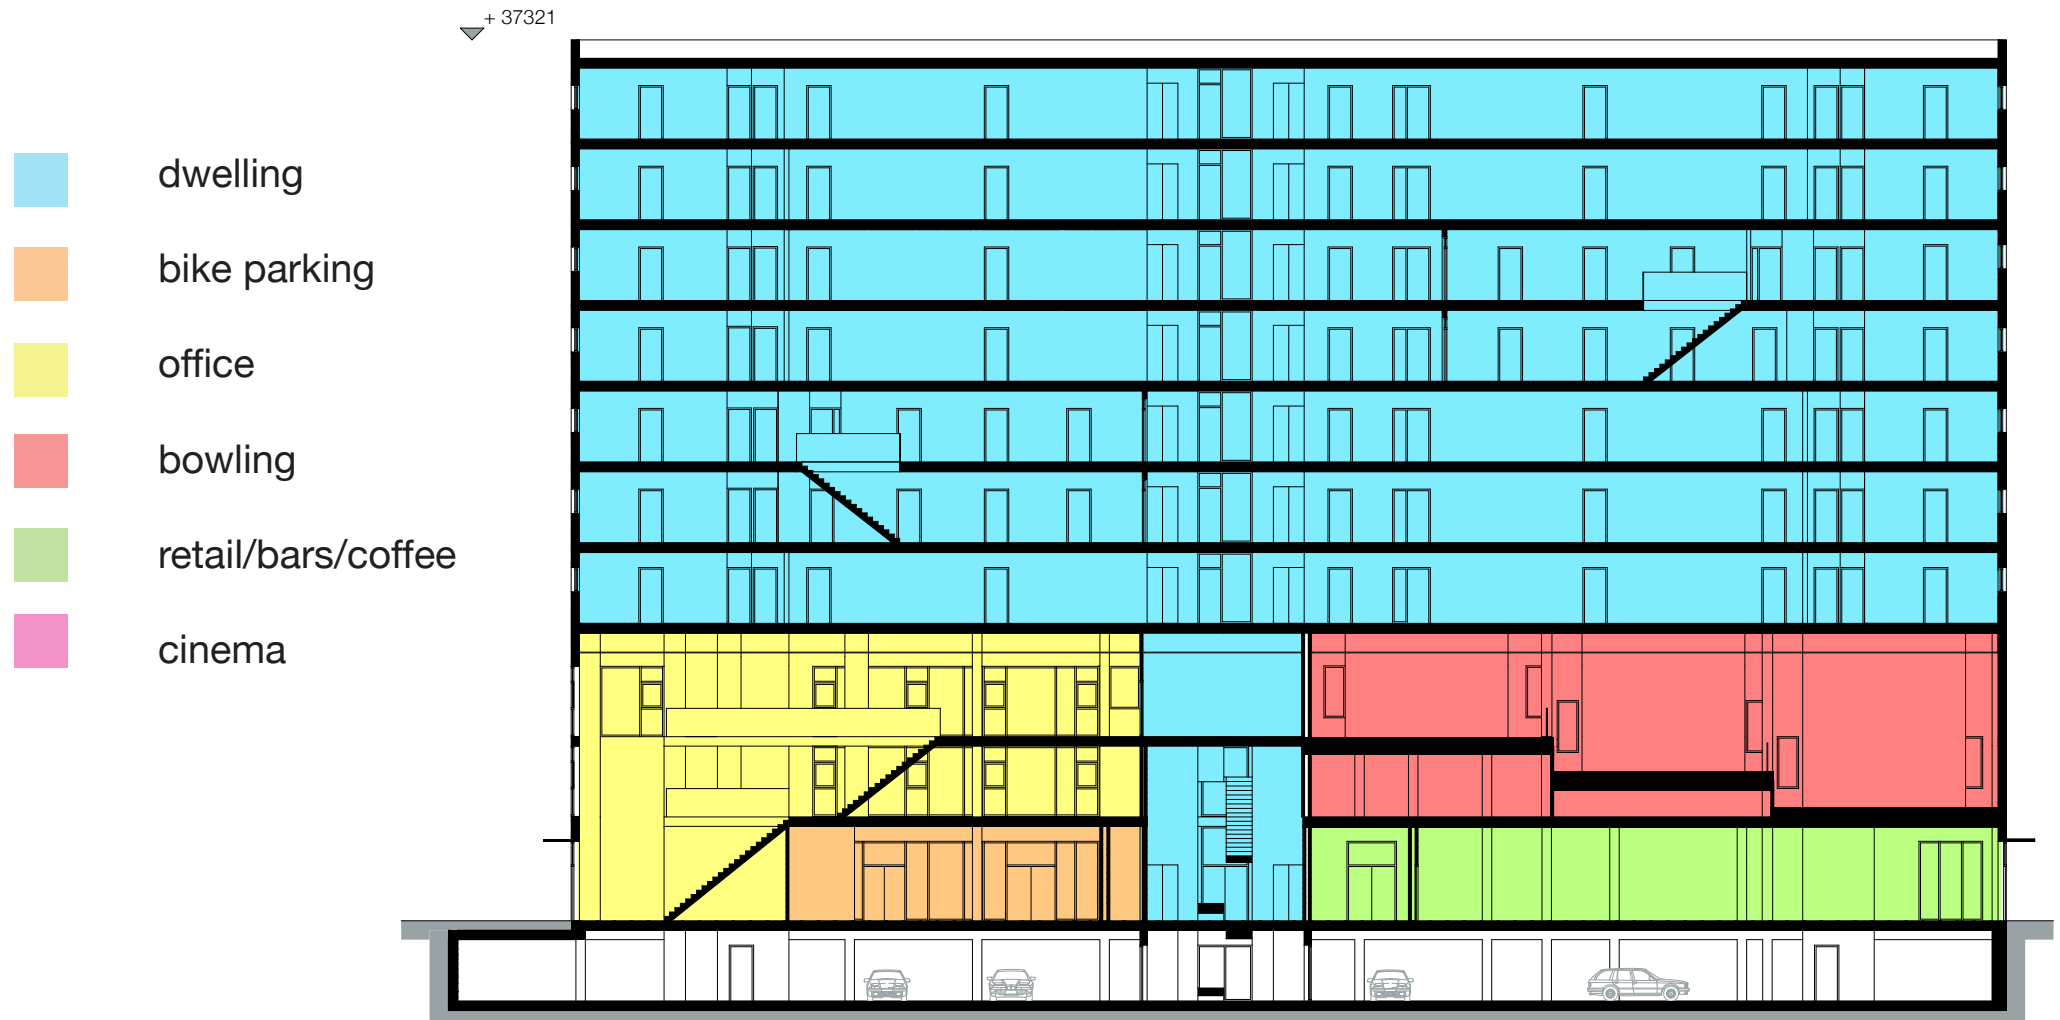 + 37321
dwelling
bike parking
office
bowling
retail/bars/coffee
cinema